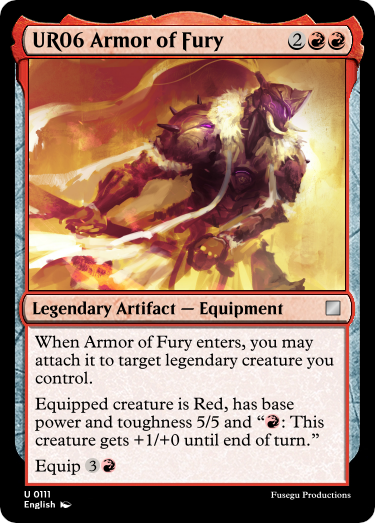 UR06 Armor of Fury 2
Legendary Artifact — Equipment
When Armor of Fury enters, you may
attach it to target legendary creature you
control.
Equipped creature is Red, has base
power and toughness 5/5 and “: This
creature gets +1/+0 until end of turn.”
Equip 3
U 0111
English
Fusegu Productions